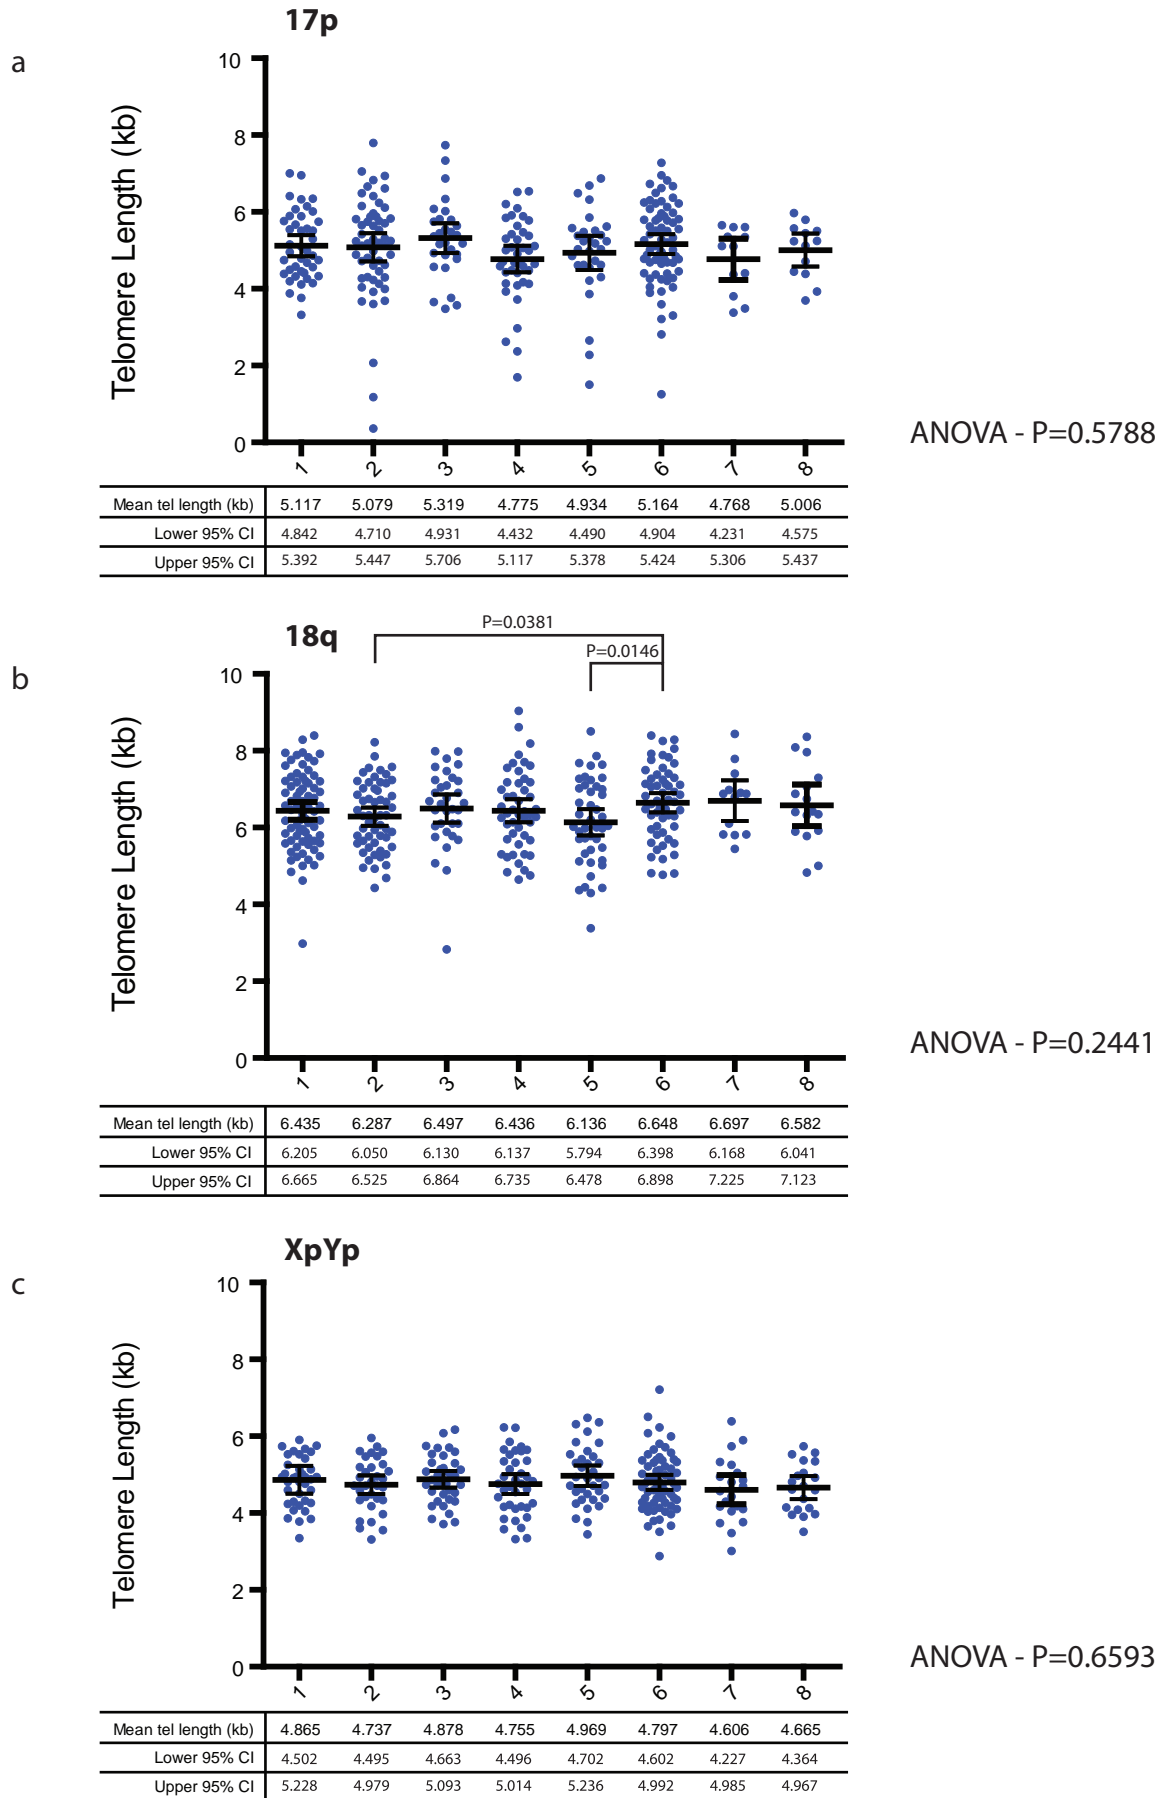 17p
a
10
8
6
4
2
0
Telomere Length (kb)
1 2 3 4 5 6 7 8
ANOVA - P=0.5788
Mean tel length (kb) 5.117 5.079 5.319 4.775 4.934 5.164 4.768 5.006
Lower 95% CI 4.842 4.710 4.931 4.432 4.490 4.904 4.231 4.575
Upper 95% CI 5.392 5.447 5.706 5.117 5.378 5.424 5.306 5.437
18q
P=0.0381
P=0.0146
b
10
8
6
4
2
0
Telomere Length (kb)
1 2 3 4 5 6 7 8
ANOVA - P=0.2441
Mean tel length (kb) 6.435 6.287 6.497 6.436 6.136 6.648 6.697 6.582
Lower 95% CI 6.205 6.050 6.130 6.137 5.794 6.398 6.168 6.041
Upper 95% CI 6.665 6.525 6.864 6.735 6.478 6.898 7.225 7.123
XpYp
c
10
8
6
4
2
0
Telomere Length (kb)
1 2 3 4 5 6 7 8
ANOVA - P=0.6593
Mean tel length (kb) 4.865 4.737 4.878 4.755 4.969 4.797 4.606 4.665
Lower 95% CI 4.502 4.495 4.663 4.496 4.702 4.602 4.227 4.364
Upper 95% CI 5.228 4.979 5.093 5.014 5.236 4.992 4.985 4.967